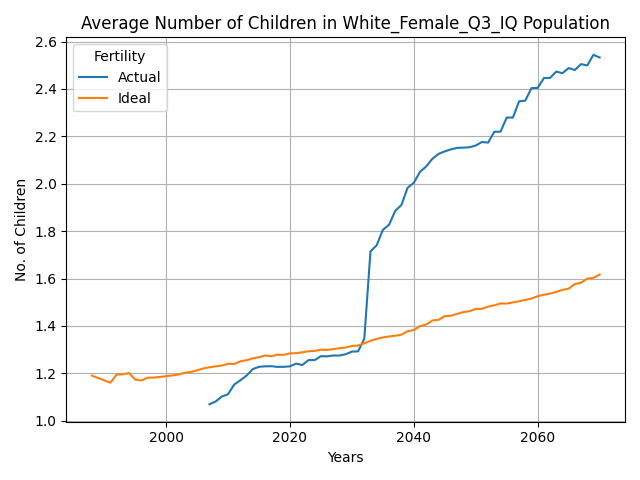 Average Number of Children in White_Female_Q3_IQ Population
Fertility
Actual
Ideal
No. of Children
2.6
2.4
2.2
2.0
1.8
1.6
1.4
1.2
1.0
2000
2020
2040
2060
Years